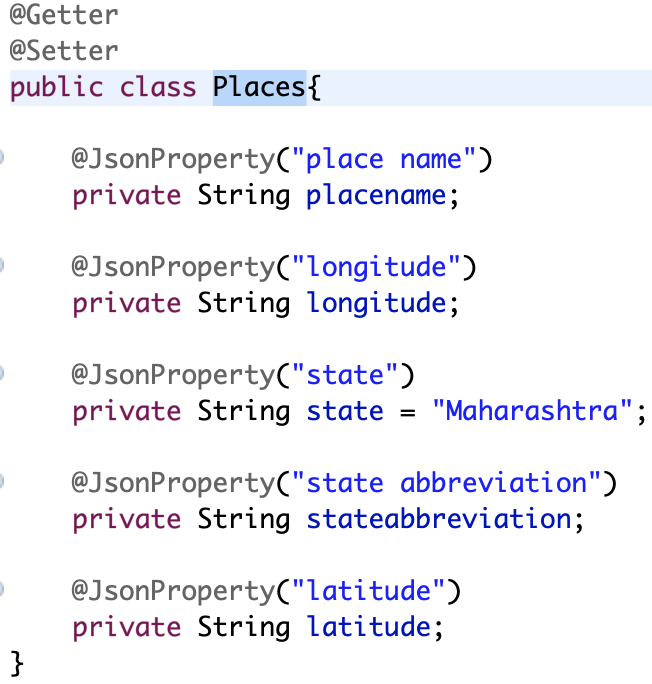 @Getter
@Setter
public class Places{
@JsonProperty("place name")
private String placename;
@JsonProperty("longitude")
private String longitude;
@JsonProperty("state")
private String state = "Maharashtra";
@JsonProperty("state abbreviation")
private String stateabbreviation;
@JsonProperty("latitude")
private String latitude;
}